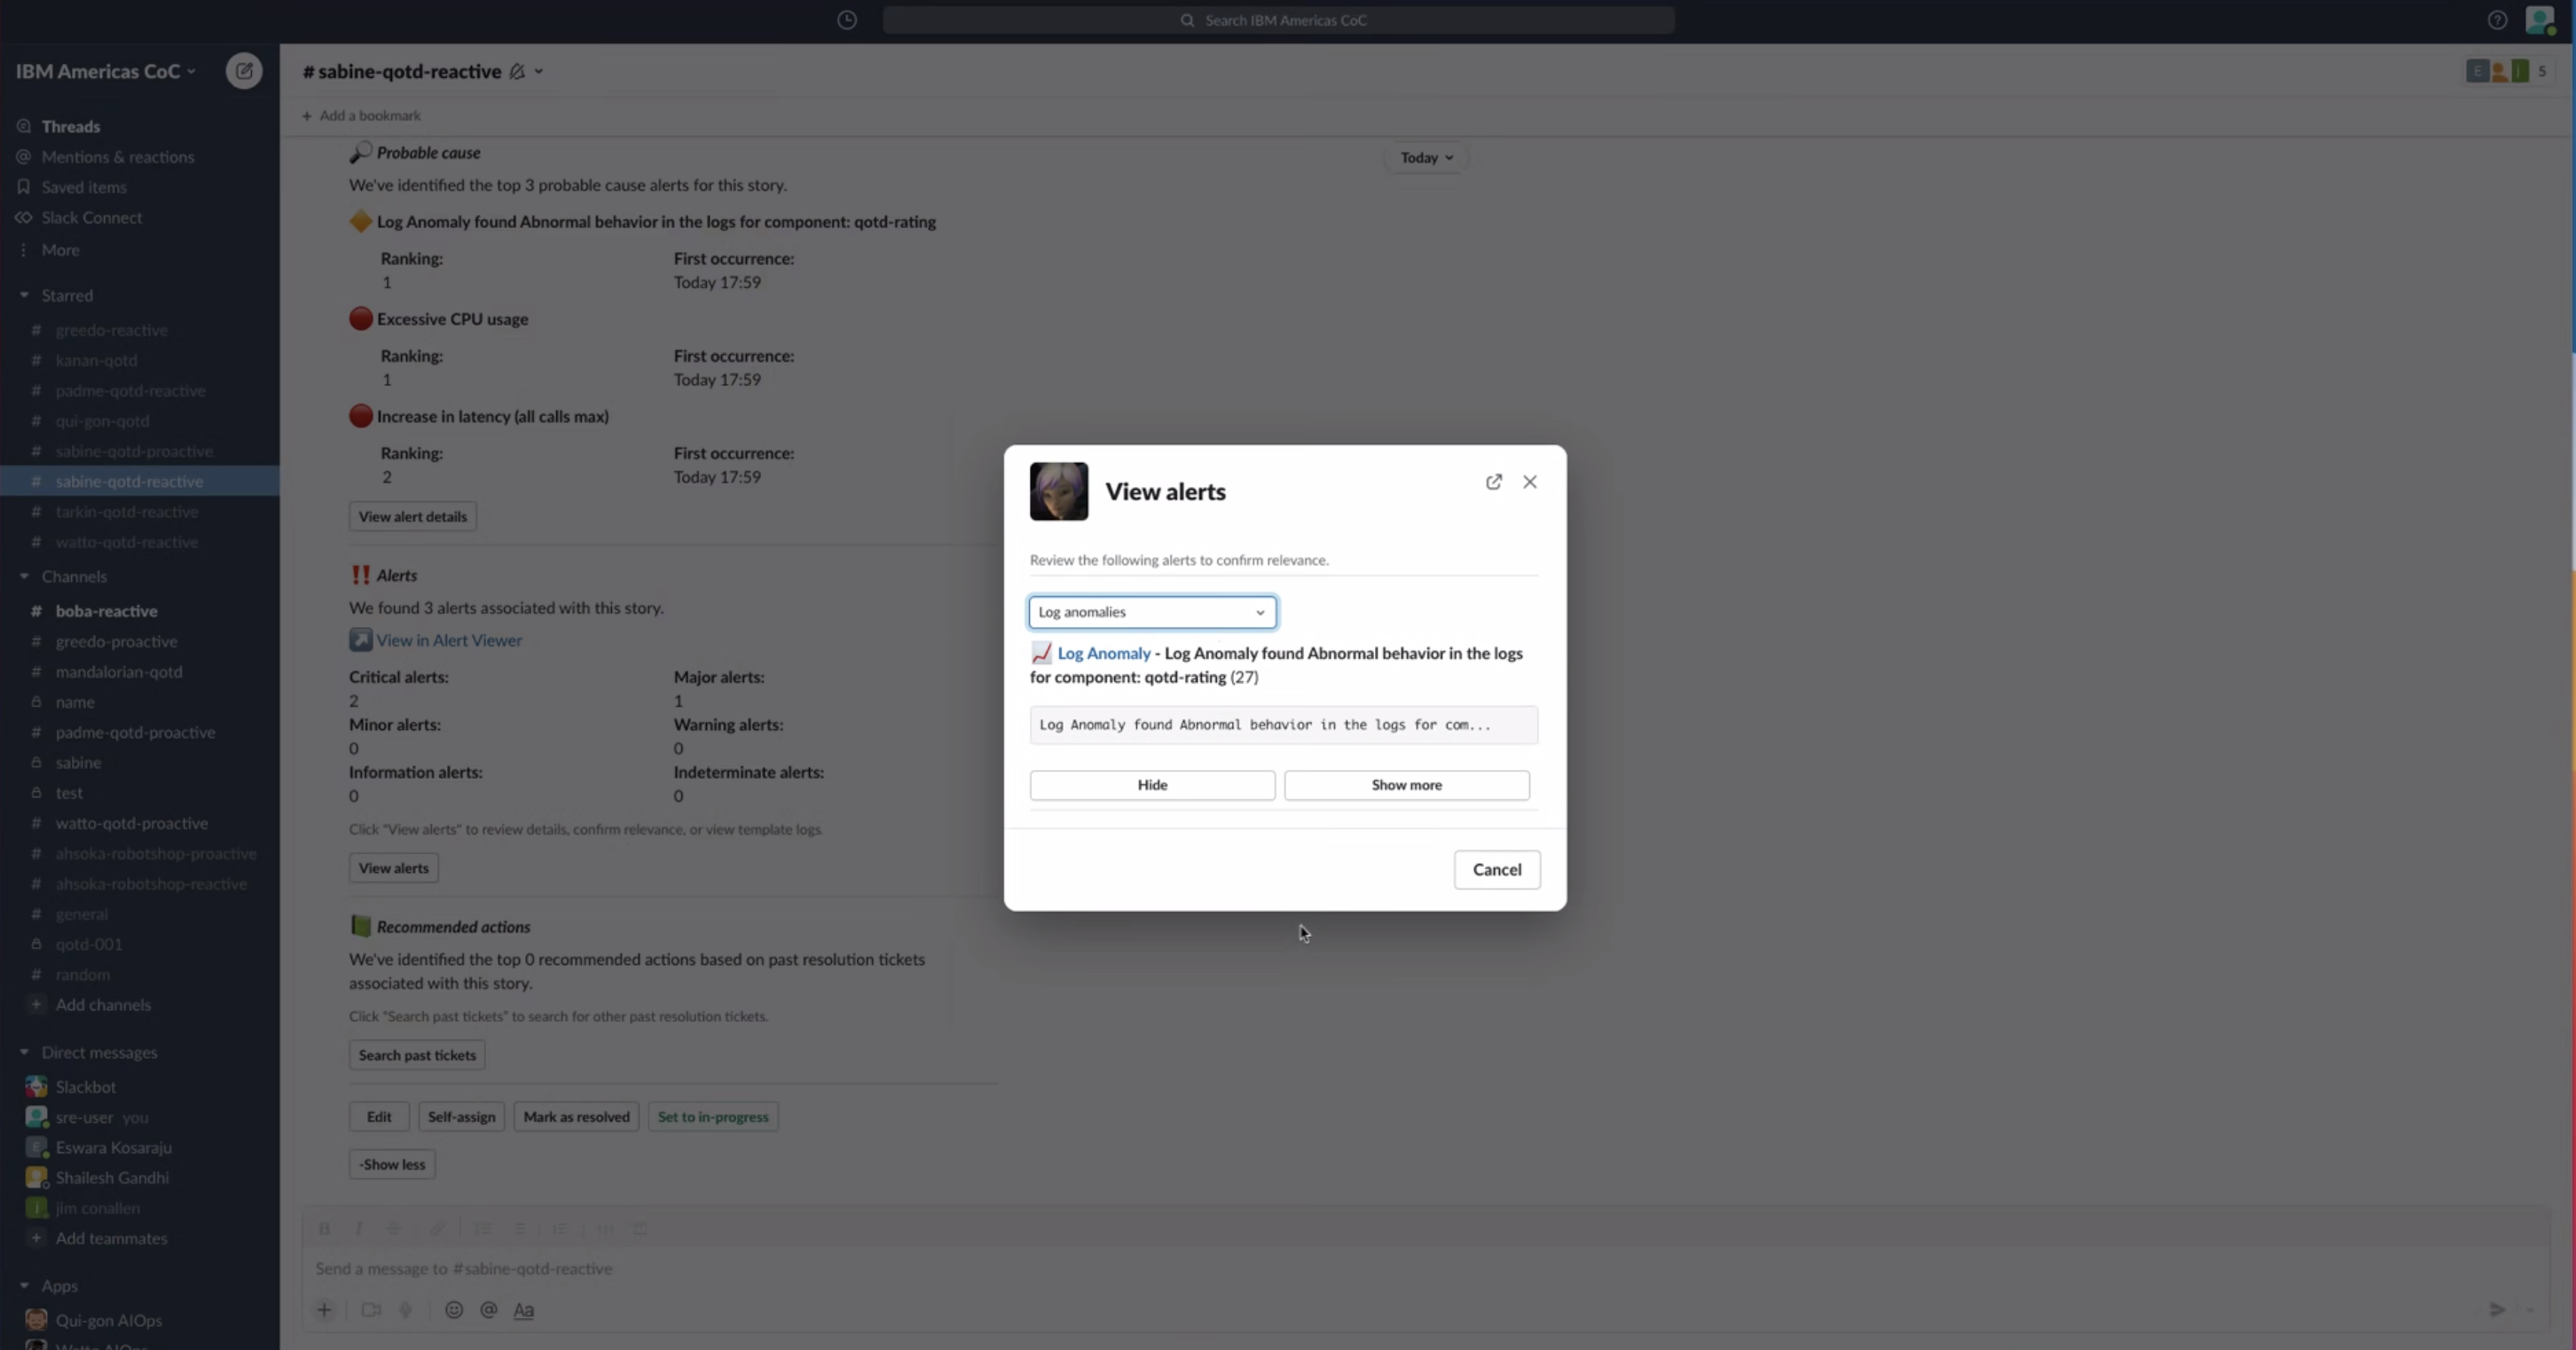 Search IBM Americas CoC
IBM Americas CoC
Threads
Mentions & reactions
Saved items
Slack Connect
More
Starred
# greedo-reactive
# kanan-qotd
# padme-qotd-reactive
# qui-gon-qotd
# sabine-qotd-proactive
# sabine-qotd-reactive
# tarkin-qotd-reactive
# watto-qotd-reactive
Channels
# boba-reactive
# greedo-proactive
# mandalorian-qotd
name
# padme-qotd-proactive
sabine
test
# watto-qotd-proactive
# ahsoka-robotshop-proactive
# ahsoka-robotshop-reactive
# general
qotd-001
# random
+ Add channels
Direct messages
Slackbot
sre-user you
E Eswara Kosaraju
Shailesh Gandhi
j jim conallen
+ Add teammates
Apps
Qui-gon AIOps
# sabine-qotd-reactive
E j 5
+ Add a bookmark
Today
Probable cause
We've identified the top 3 probable cause alerts for this story.
Log Anomaly found Abnormal behavior in the logs for component: qotd-rating
Ranking: First occurrence:
1 Today 17:59
Excessive CPU usage
Ranking: First occurrence:
1 Today 17:59
Increase in latency (all calls max)
Ranking: First occurrence:
2 Today 17:59
View alert details
!! Alerts
We found 3 alerts associated with this story.
View in Alert Viewer
Critical alerts: Major alerts:
2 1
Minor alerts: Warning alerts:
0 0
Information alerts: Indeterminate alerts:
0 0
Click "View alerts" to review details, confirm relevance, or view template logs.
View alerts
Recommended actions
We've identified the top 0 recommended actions based on past resolution tickets
associated with this story.
Click "Search past tickets" to search for other past resolution tickets.
Search past tickets
Edit Self-assign Mark as resolved Set to in-progress
-Show less
B I S
Send a message to #sabine-qotd-reactive
+ @ Aa
View alerts
Review the following alerts to confirm relevance.
Log anomalies
Log Anomaly - Log Anomaly found Abnormal behavior in the logs
for component: qotd-rating (27)
Log Anomaly found Abnormal behavior in the logs for com...
Hide Show more
Cancel